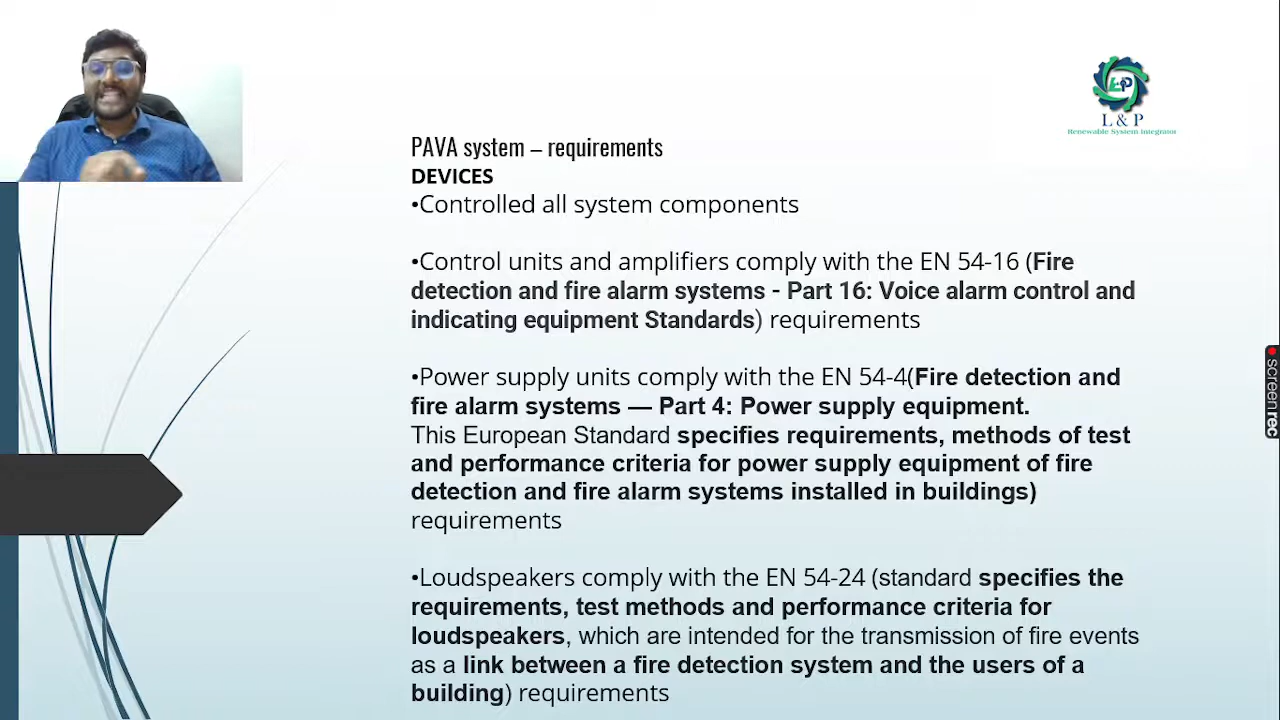 L&P
L & P
Renewable System Integrator
PAVA system – requirements
DEVICES
•Controlled all system components
•Control units and amplifiers comply with the EN 54-16 (Fire
detection and fire alarm systems - Part 16: Voice alarm control and
indicating equipment Standards) requirements
•Power supply units comply with the EN 54-4(Fire detection and
fire alarm systems — Part 4: Power supply equipment.
This European Standard specifies requirements, methods of test
and performance criteria for power supply equipment of fire
detection and fire alarm systems installed in buildings)
requirements
•Loudspeakers comply with the EN 54-24 (standard specifies the
requirements, test methods and performance criteria for
loudspeakers, which are intended for the transmission of fire events
as a link between a fire detection system and the users of a
building) requirements
screenrec